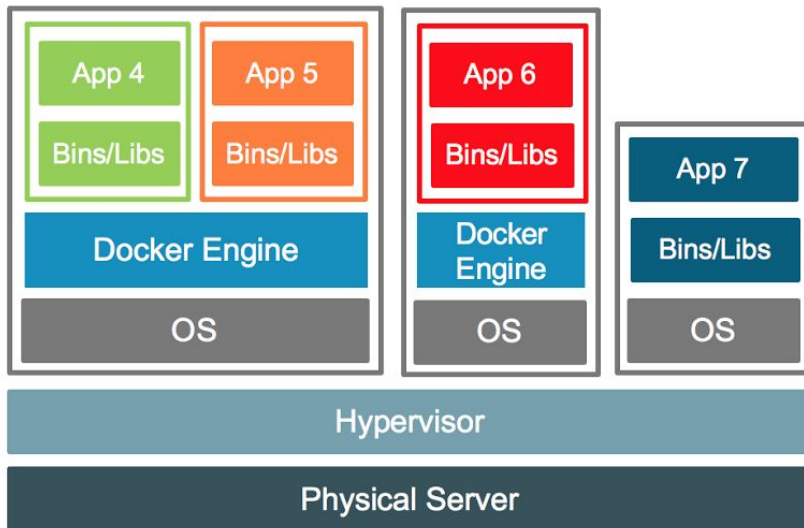 App 4
App 5
Bins/Libs
Bins/Libs
Docker Engine
OS
App 6
Bins/Libs
Docker
Engine
OS
App 7
Bins/Libs
OS
Hypervisor
Physical Server